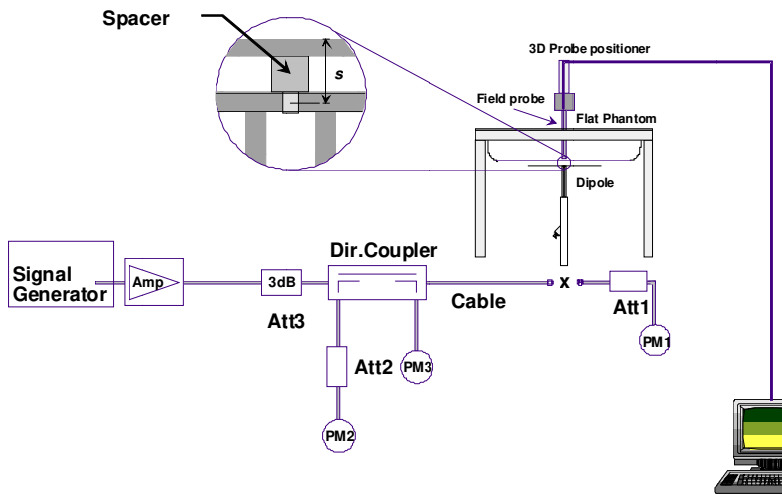 Spacer
s
3D Probe positioner
Field probe
Flat Phantom
Dipole
Signal
Generator
Amp
3dB
Att3
Dir.Coupler
Cable
x
Att1
PM1
Att2
PM3
PM2